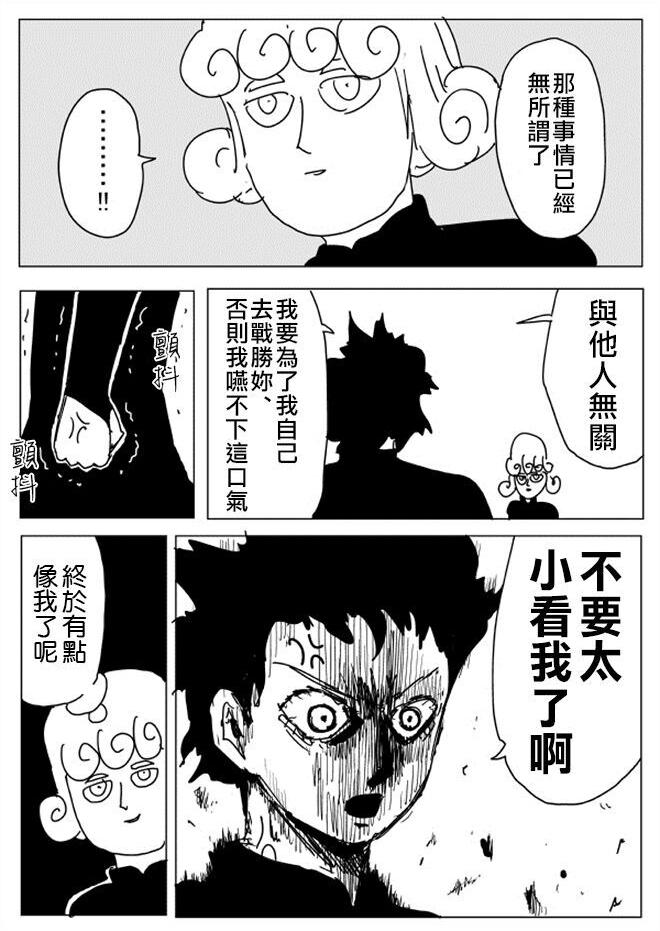 那種事情已經
無所謂了
………!!
與他人無關
我要為了我自己
去戰勝妳、
否則我嚥不下這口氣
顫抖
顫抖
不要太
小看我了啊
終於有點
像我了呢